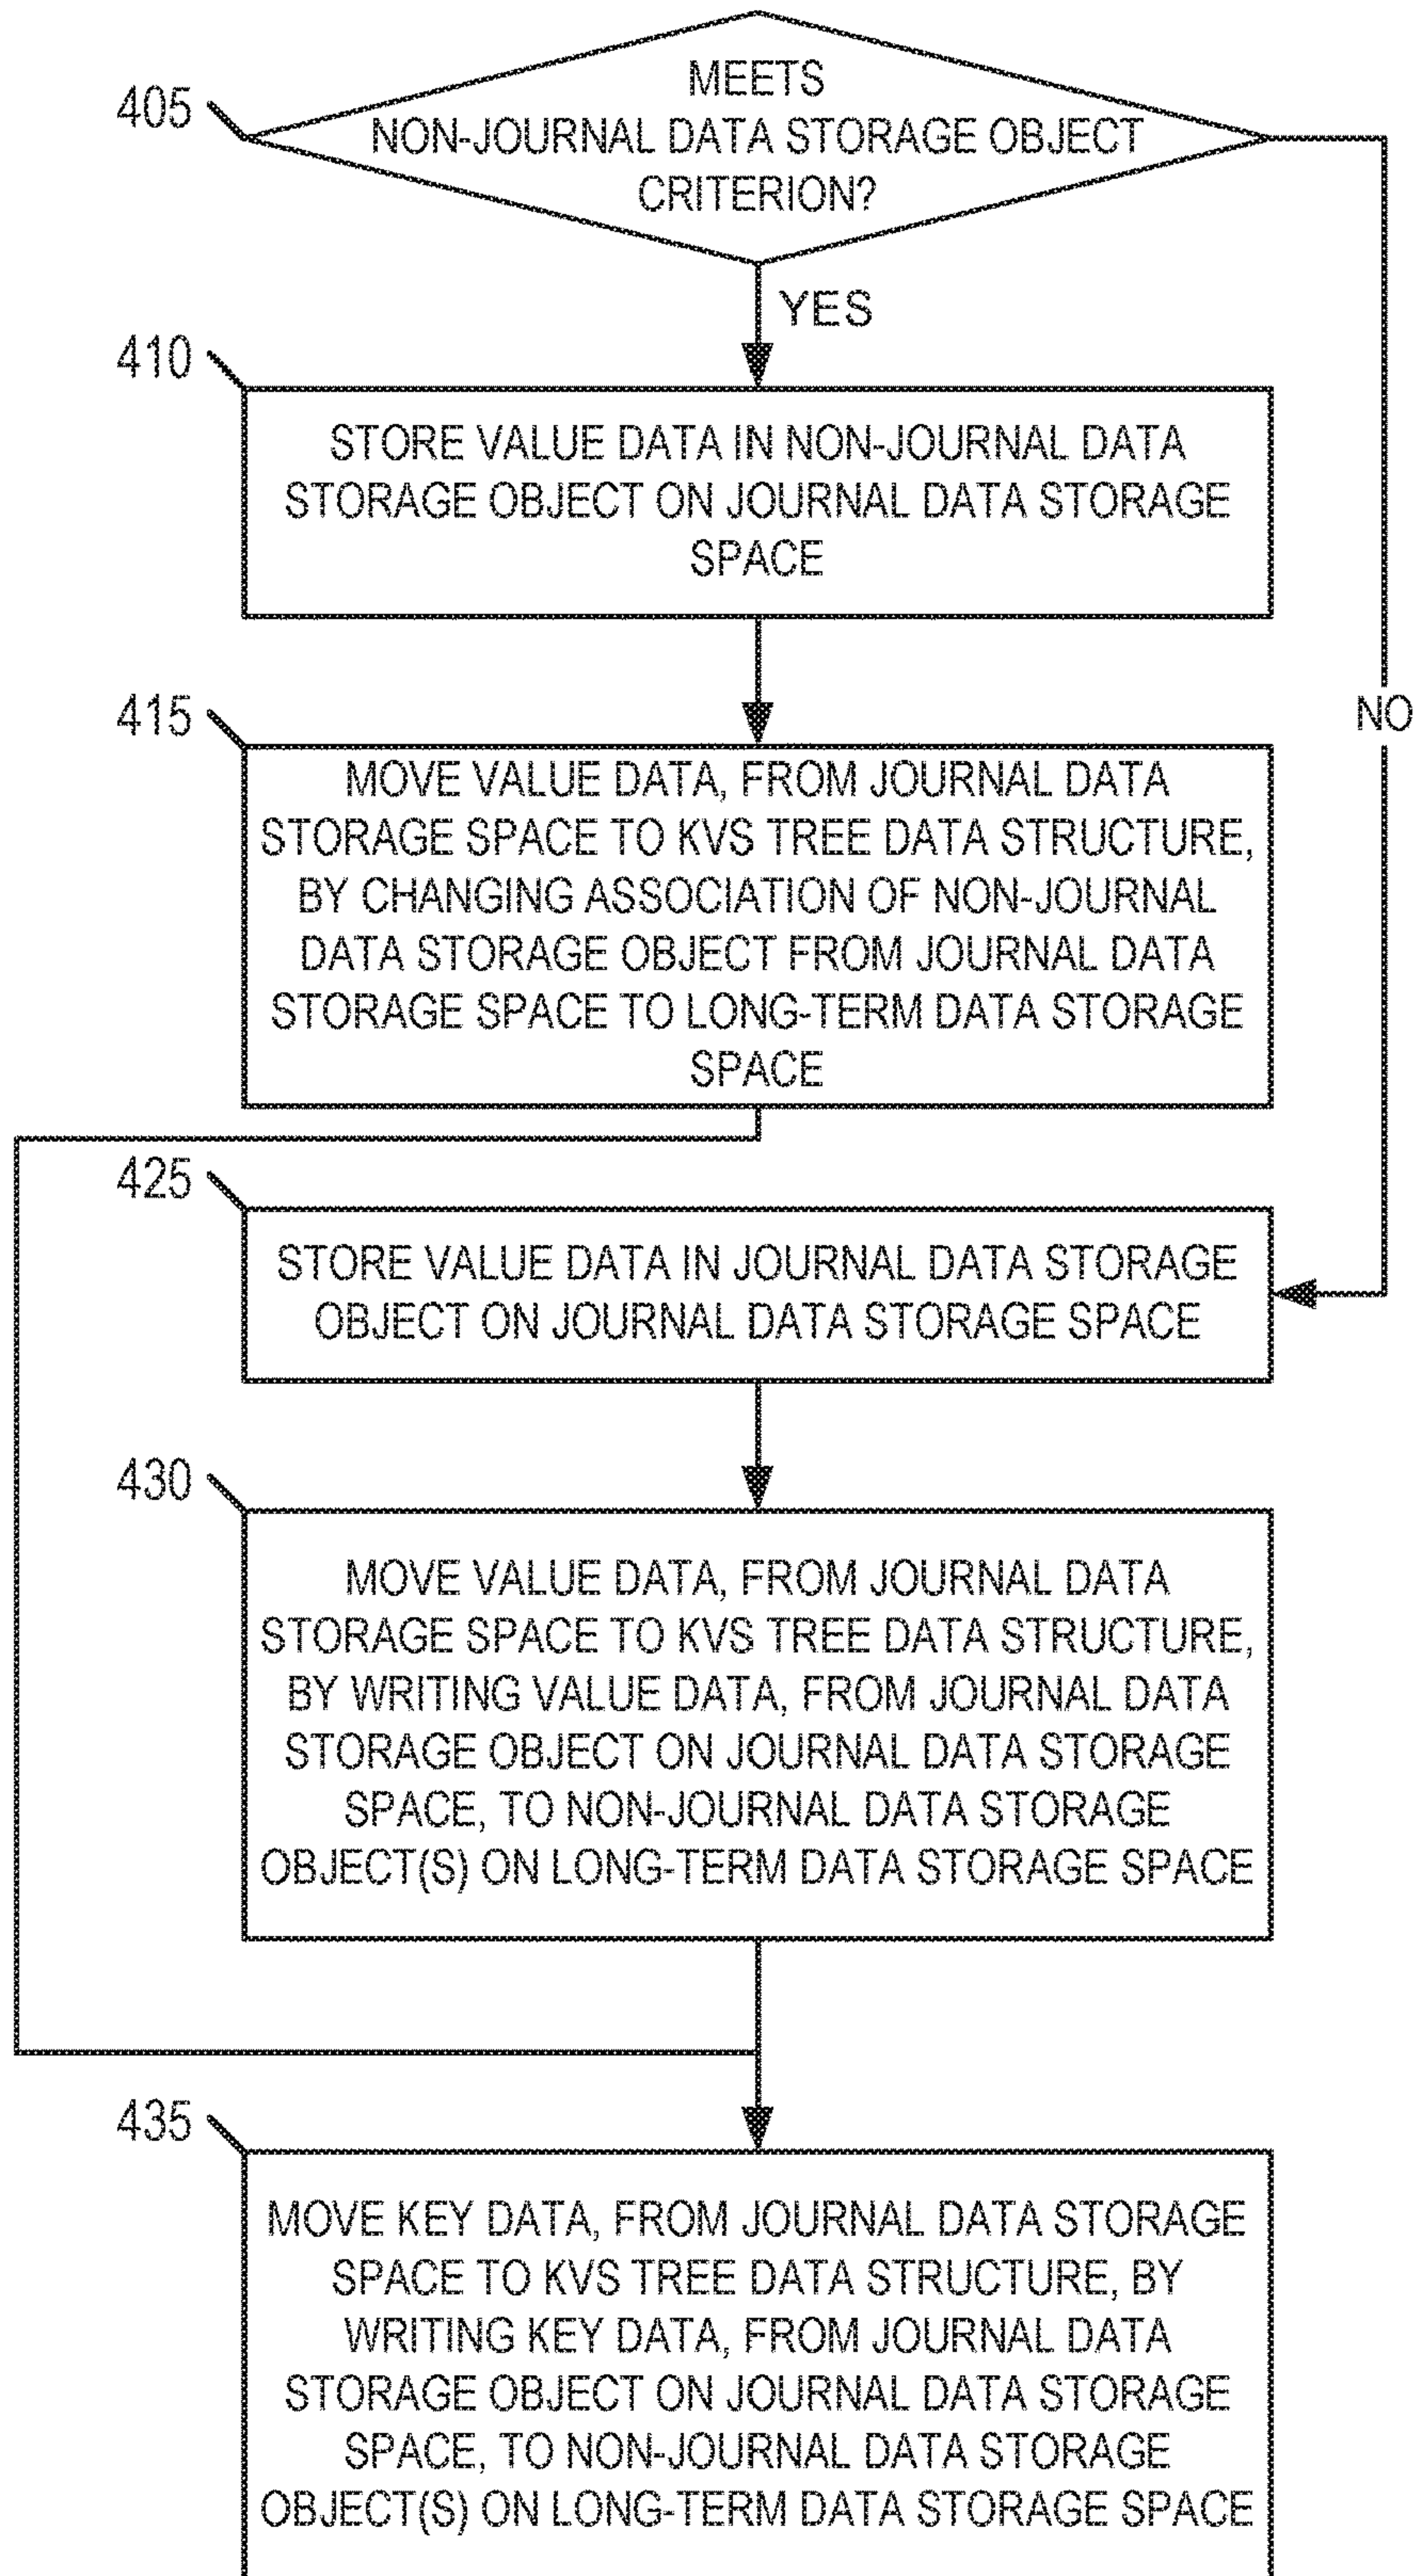 405
MEETS
NON-JOURNAL DATA STORAGE OBJECT
CRITERION?
YES
410
STORE VALUE DATA IN NON-JOURNAL DATA
STORAGE OBJECT ON JOURNAL DATA STORAGE
SPACE
415
NO
MOVE VALUE DATA, FROM JOURNAL DATA
STORAGE SPACE TO KVS TREE DATA STRUCTURE,
BY CHANGING ASSOCIATION OF NON-JOURNAL
DATA STORAGE OBJECT FROM JOURNAL DATA
STORAGE SPACE TO LONG-TERM DATA STORAGE
SPACE
425
STORE VALUE DATA IN JOURNAL DATA STORAGE
OBJECT ON JOURNAL DATA STORAGE SPACE
430
MOVE VALUE DATA, FROM JOURNAL DATA
STORAGE SPACE TO KVS TREE DATA STRUCTURE,
BY WRITING VALUE DATA, FROM JOURNAL DATA
STORAGE OBJECT ON JOURNAL DATA STORAGE
SPACE, TO NON-JOURNAL DATA STORAGE
OBJECT(S) ON LONG-TERM DATA STORAGE SPACE
435
MOVE KEY DATA, FROM JOURNAL DATA STORAGE
SPACE TO KVS TREE DATA STRUCTURE, BY
WRITING KEY DATA, FROM JOURNAL DATA
STORAGE OBJECT ON JOURNAL DATA STORAGE
SPACE, TO NON-JOURNAL DATA STORAGE
OBJECT(S) ON LONG-TERM DATA STORAGE SPACE